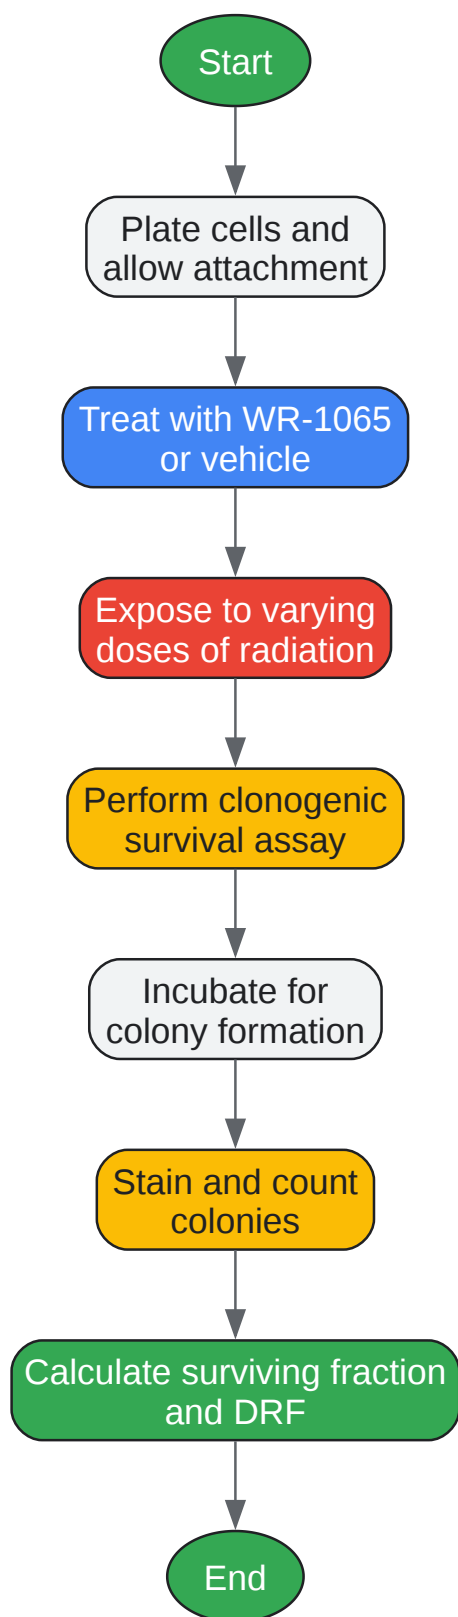 Start
Plate cells and
allow attachment
Treat with WR-1065
or vehicle
Expose to varying
doses of radiation
Perform clonogenic
survival assay
Incubate for
colony formation
Stain and count
colonies
Calculate surviving fraction
and DRF
End